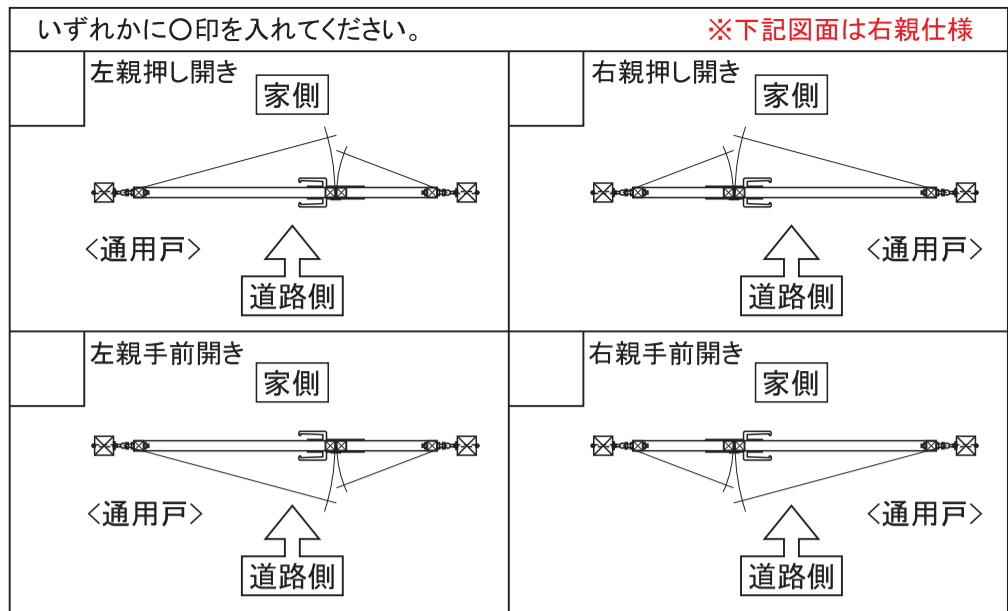 いずれかに〇印を入れてください。
※下記図面は右親仕様
左親押し開き
家側
<通用戸>
道路側
右親押し開き
家側
<通用戸>
道路側
左親手前開き
家側
<通用戸>
道路側
右親手前開き
家側
<通用戸>
道路側